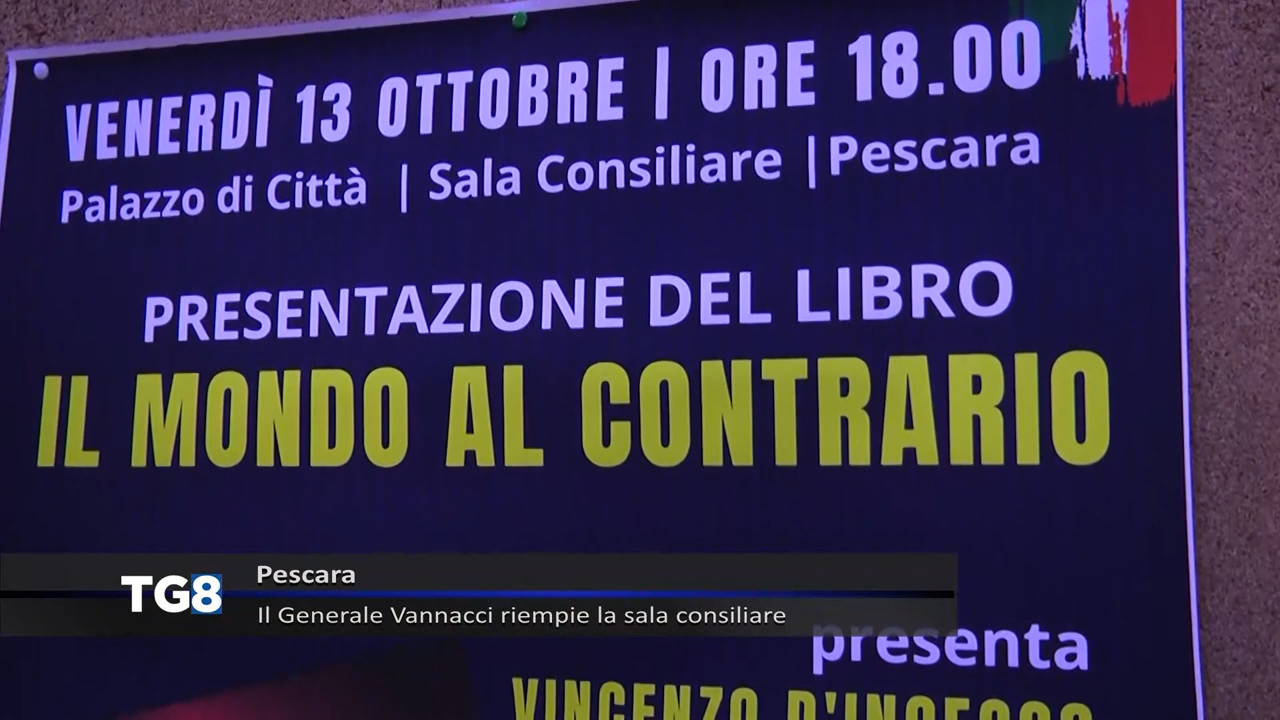 VENERDÌ 13 OTTOBRE | ORE 18.00
Palazzo di Città | Sala Consiliare |Pescara
PRESENTAZIONE DEL LIBRO
IL MONDO AL CONTRARIO
TG8
Pescara
Il Generale Vannacci riempie la sala consiliare
presenta
VINCENZO